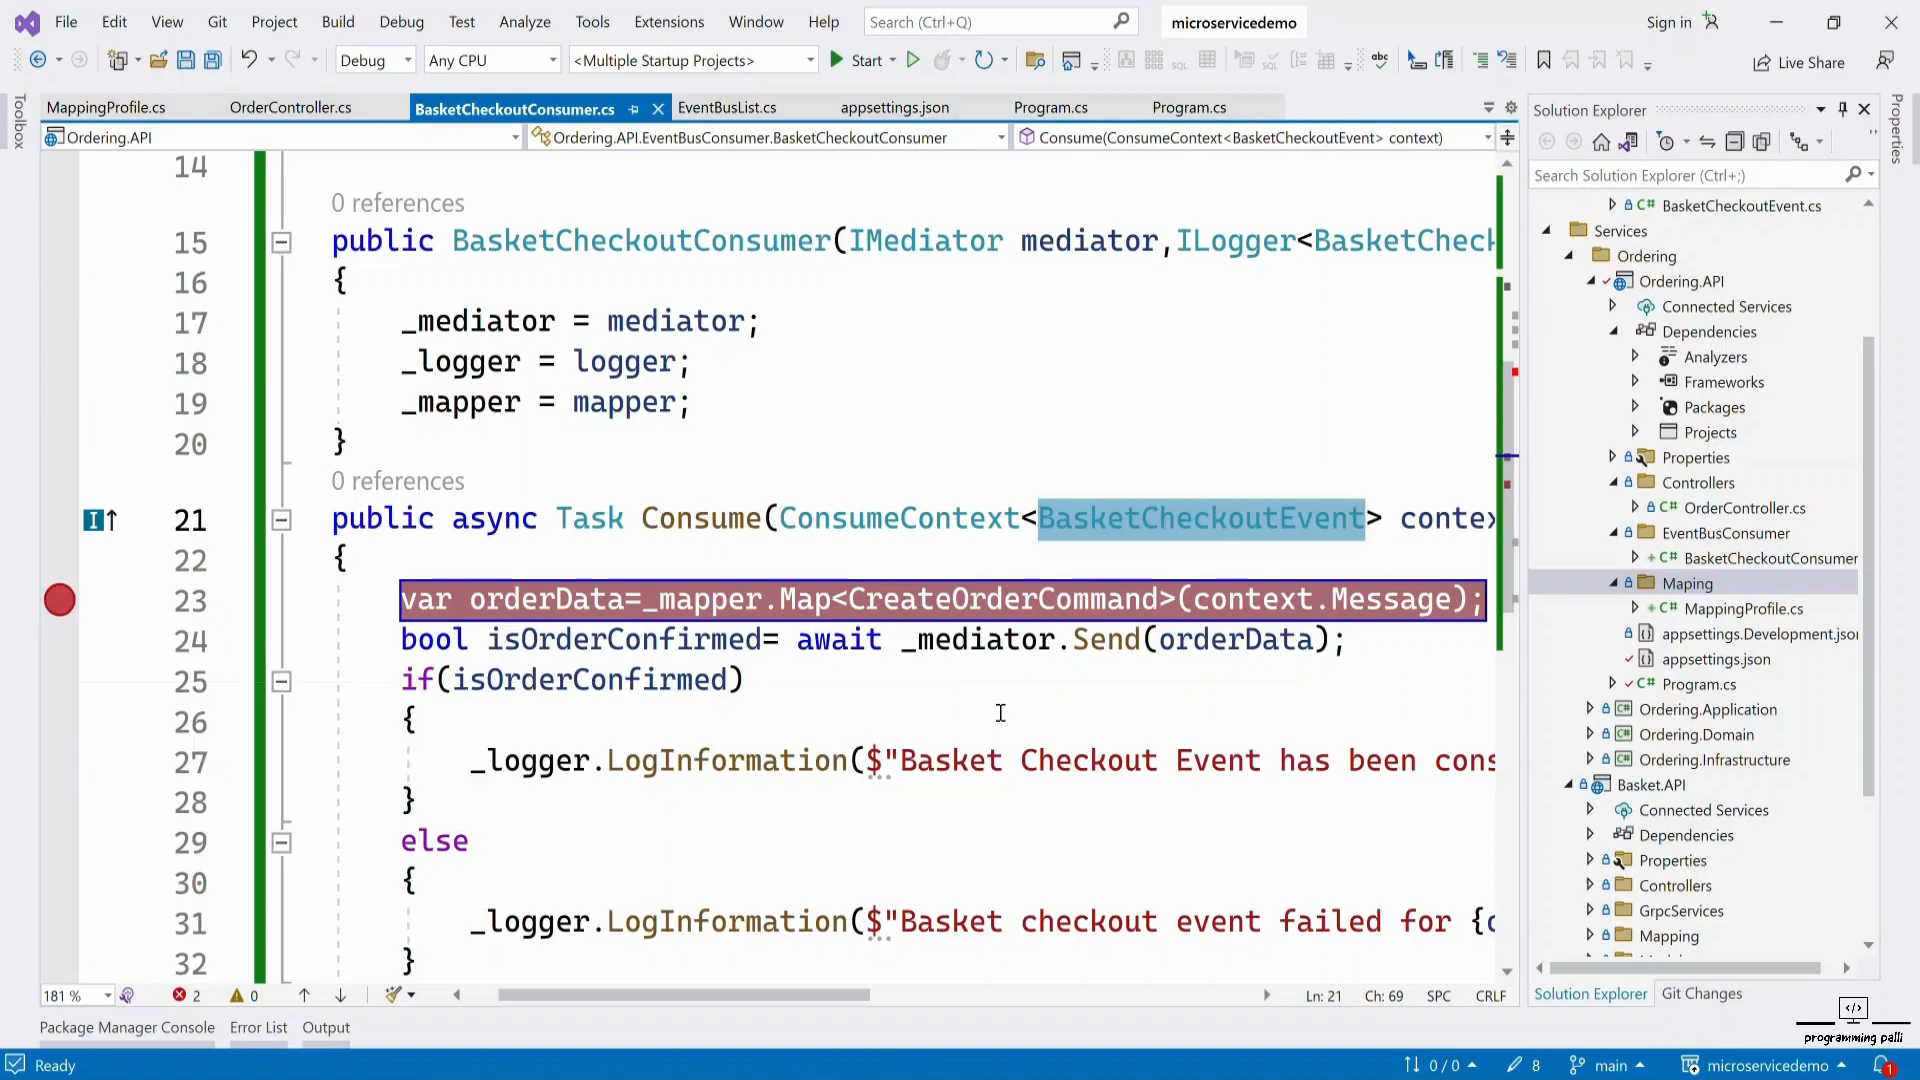 File Edit View Git Project Build Debug Test Analyze Tools Extensions Window Help Search (Ctrl+Q) microservicedemo Sign in
Debug Any CPU <Multiple Startup Projects> Start Live Share
Toolbox
MappingProfile.cs OrderController.cs BasketCheckoutConsumer.cs EventBusList.cs appsettings.json Program.cs Program.cs
Ordering.API Ordering.API.EventBusConsumer.BasketCheckoutConsumer Consume(ConsumeContext<BasketCheckoutEvent> context)
14
0 references
15 public BasketCheckoutConsumer(IMediator mediator,ILogger<BasketCheck
16 {
17 _mediator = mediator;
18 _logger = logger;
19 _mapper = mapper;
20 }
0 references
21 public async Task Consume(ConsumeContext<BasketCheckoutEvent> contex
22 {
23 var orderData=_mapper.Map<CreateOrderCommand>(context.Message);
24 bool isOrderConfirmed= await _mediator.Send(orderData);
25 if(isOrderConfirmed)
26 {
27 _logger.LogInformation($"Basket Checkout Event has been cons
28 }
29 else
30 {
31 _logger.LogInformation($"Basket checkout event failed for {c
32 }
181 % 2 0 Ln: 21 Ch: 69 SPC CRLF
Package Manager Console Error List Output
Solution Explorer
Search Solution Explorer (Ctrl+;)
BasketCheckoutEvent.cs
Services
Ordering
Ordering.API
Connected Services
Dependencies
Analyzers
Frameworks
Packages
Projects
Properties
Controllers
OrderController.cs
EventBusConsumer
BasketCheckoutConsumer
Maping
MappingProfile.cs
appsettings.Development.json
appsettings.json
Program.cs
Ordering.Application
Ordering.Domain
Ordering.Infrastructure
Basket.API
Connected Services
Dependencies
Properties
Controllers
GrpcServices
Mapping
Solution Explorer Git Changes
Properties
programming palli
Ready 0 / 0 8 main microservicedemo 1